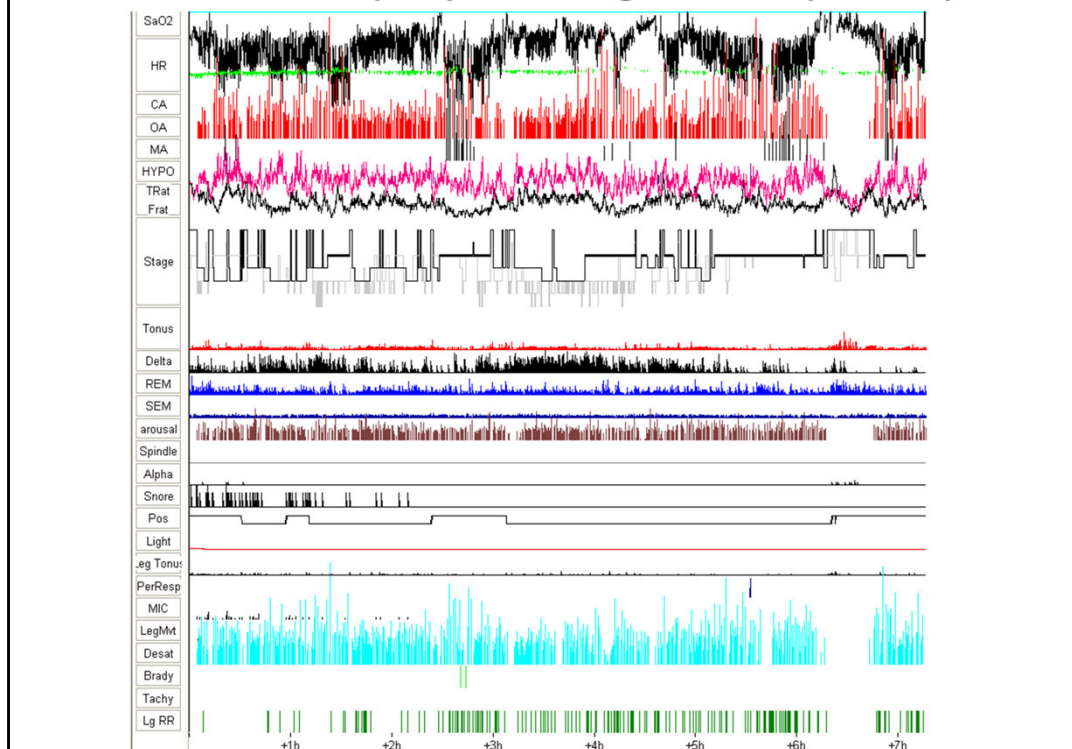 SaO2
HR
CA
OA
MA
HYPO
TRat
Frat
Stage
Tonus
Delta
REM
SEM
arousal
Spindle
Alpha
Snore
Pos
Light
.eg Tonus
PerResp
MIC
LegMvt
Desat
Brady
Tachy
Lg RR
+1h +2h +3h +4h +5h +6h +7h